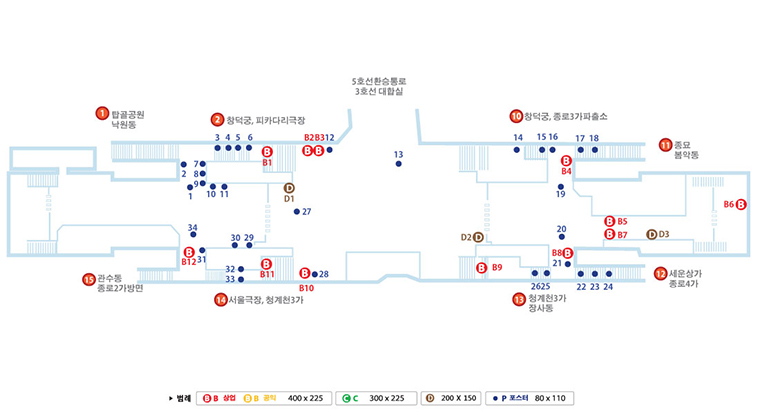 5호선환승통로
3호선 대합실
1 탑골공원
낙원동
2 창덕궁, 피카다리극장
10 창덕궁, 종로3가파출소
11 종묘
봉익동
3 4 5 6
B2 B3 12
14 15 16 17 18
B B1
B B
13
B B4
2 7
8
9
1 10 11
D D1
19
B6 B
27
B B5
34
30 29
D2 D
20
B B7
D D3
B B12
31
32
33
B B11
B B10
28
B B9
B8 B
21
26 25
22 23 24
15 관수동
종로2가방면
14 서울극장, 청계천3가
13 청계천3가
장사동
12 세운상가
종로4가
▶ 범례
B B 상업 B B 공익 400 x 225
C C 300 x 225
D 200 X 150
P 포스터 80 x 110